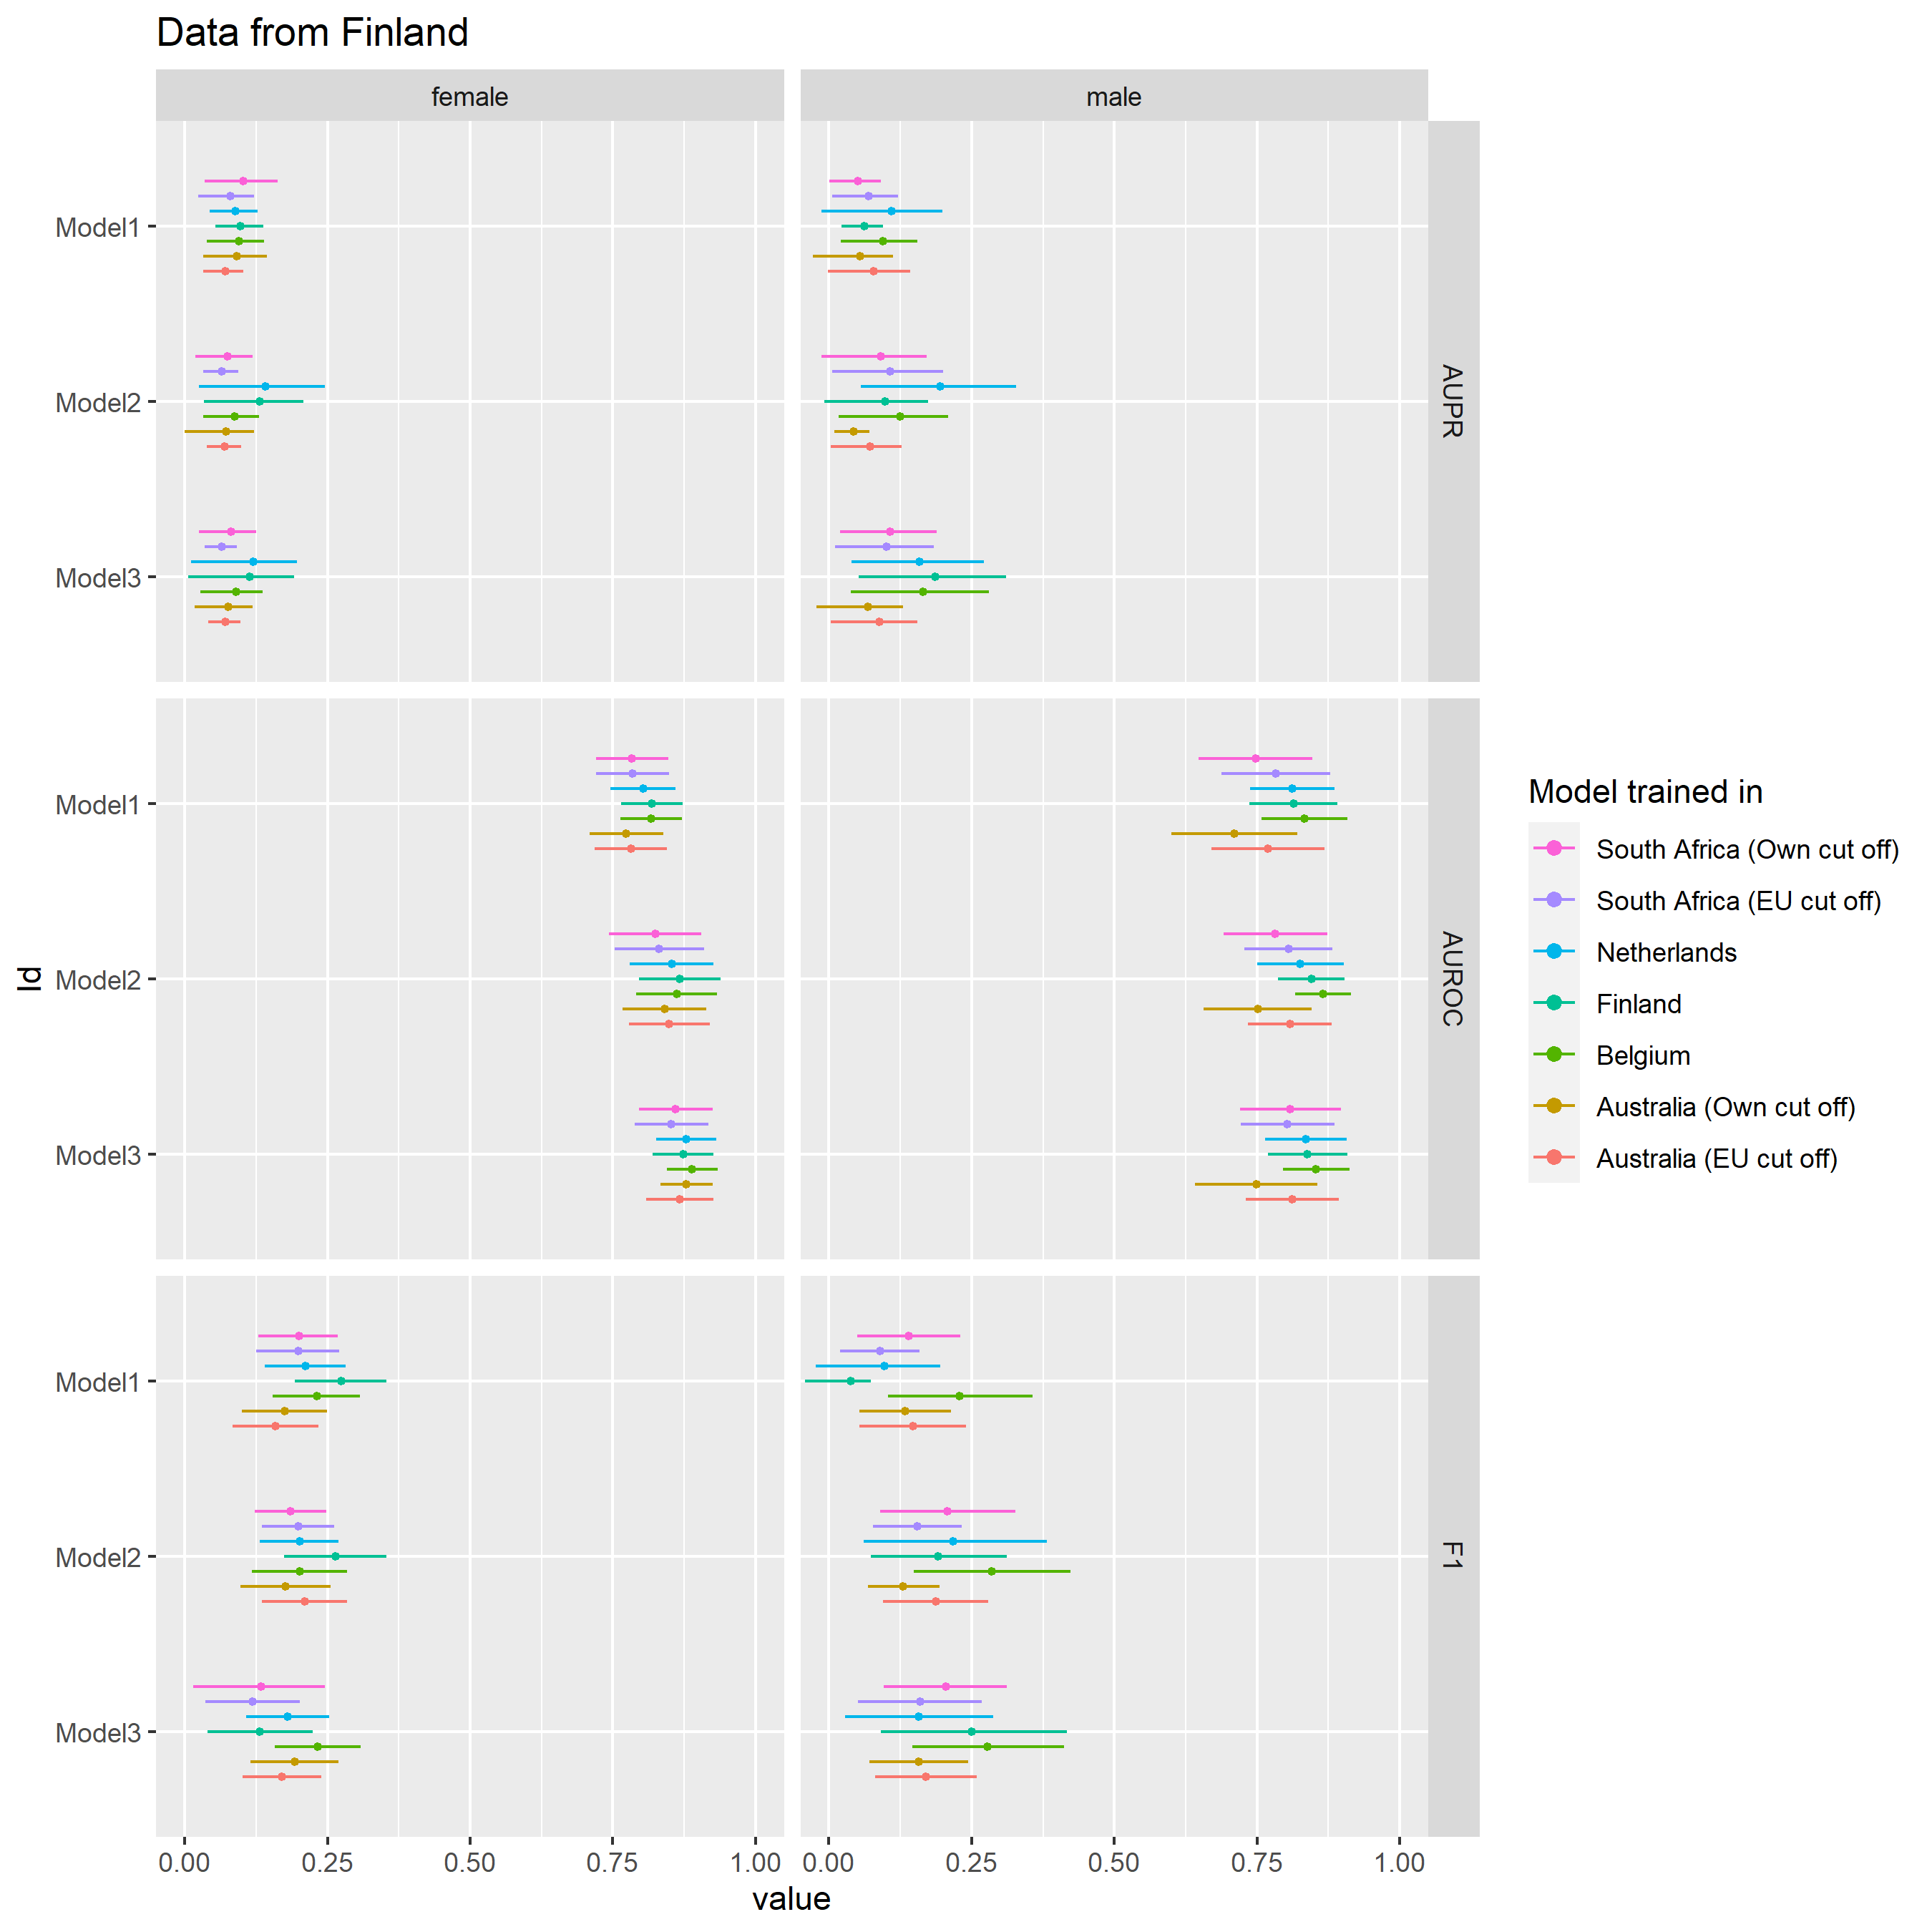 Data from Finland
female
male
Model1
Model2
Model3
AUPR
Model1
Model2
Model3
AUROC
Model1
Model2
Model3
F1
Id
0.00
0.25
0.50
0.75
1.00
0.00
0.25
0.50
0.75
1.00
value
Model trained in
South Africa (Own cut off)
South Africa (EU cut off)
Netherlands
Finland
Belgium
Australia (Own cut off)
Australia (EU cut off)